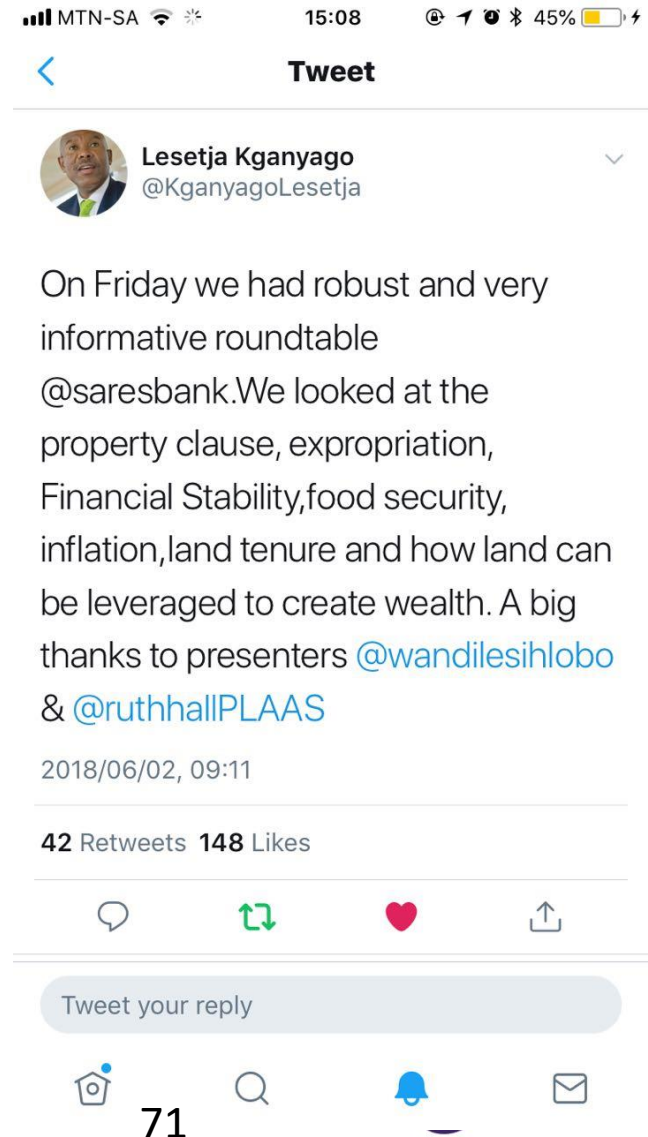 MTN-SA 15:08 45%
Tweet
Lesetja Kganyago
@KganyagoLesetja
On Friday we had robust and very
informative roundtable
@saresbank.We looked at the
property clause, expropriation,
Financial Stability,food security,
inflation,land tenure and how land can
be leveraged to create wealth. A big
thanks to presenters @wandilesihlobo
& @ruthhallPLAAS
2018/06/02, 09:11
42 Retweets 148 Likes
Tweet your reply
71